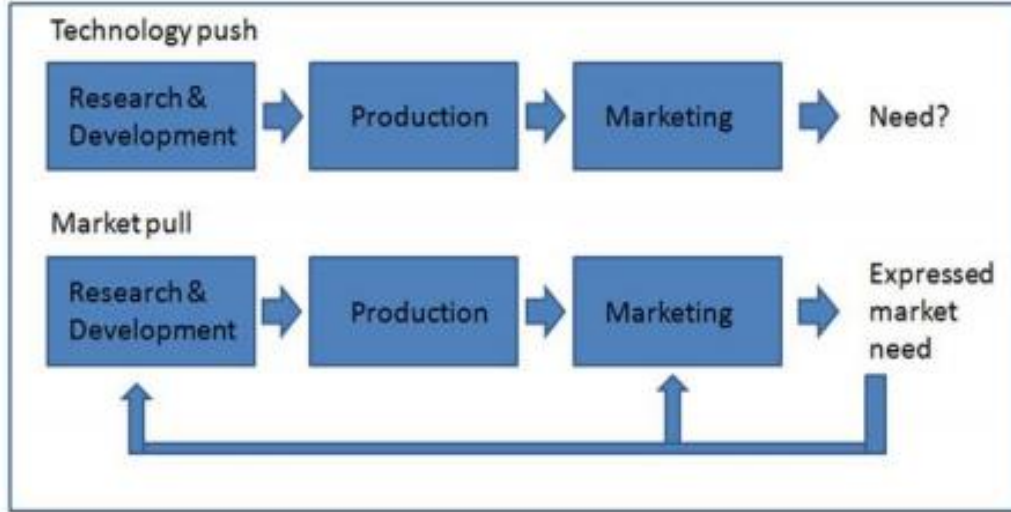 Technology push
Research &
Development
Production
Marketing
Need?
Market pull
Research &
Development
Production
Marketing
Expressed
market
need